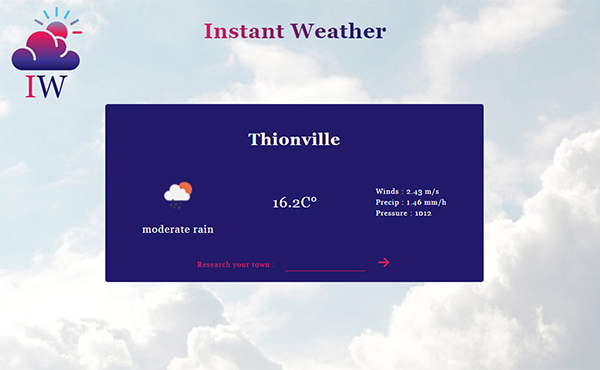 Instant Weather
IW
Thionville
moderate rain
16.2C°
Winds : 2.43 m/s
Precip : 1.46 mm/h
Pressure : 1012
Research your town :